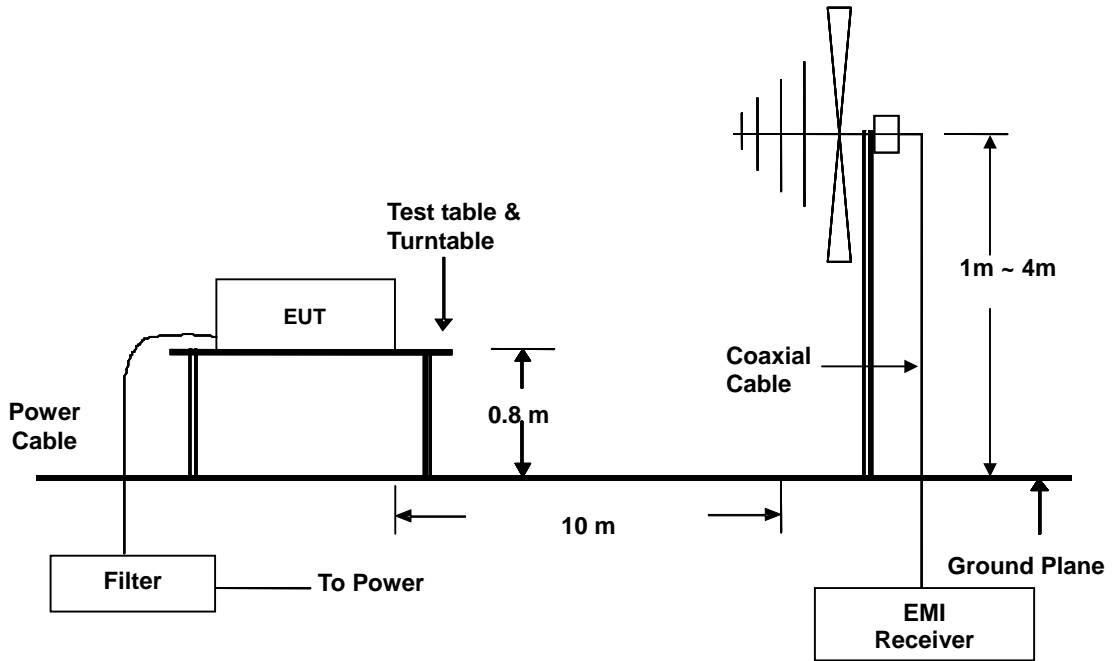 Test table &
Turntable
1m ~ 4m
EUT
Coaxial
Cable
0.8 m
Power
Cable
10 m
Ground Plane
Filter
To Power
EMI
Receiver